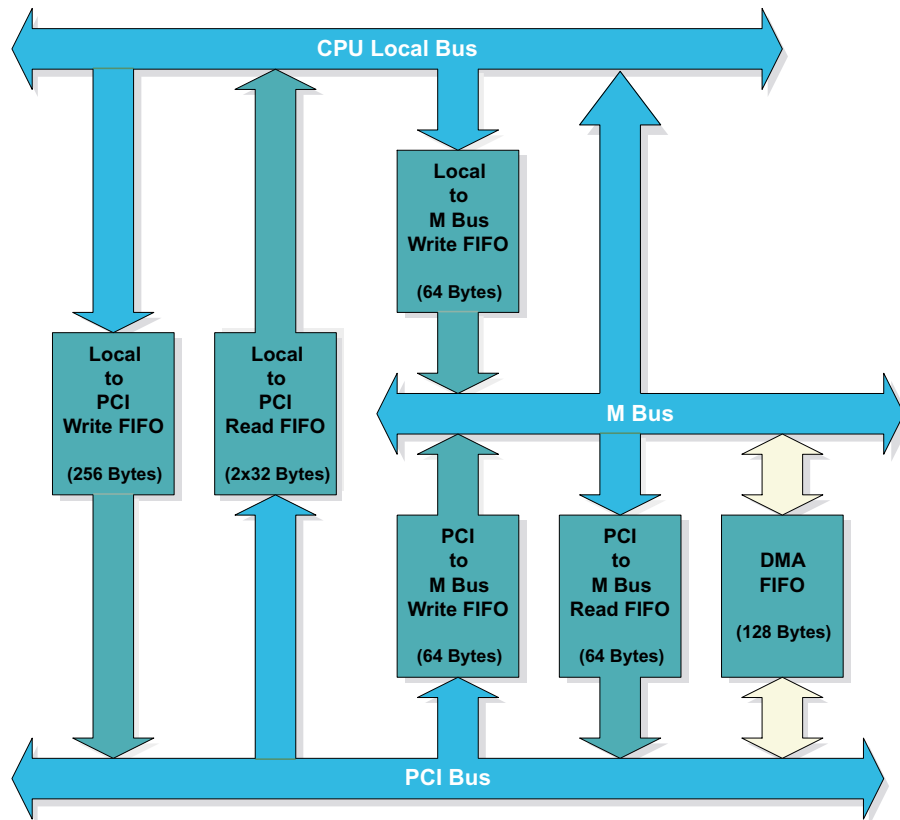 CPU Local Bus
Local
to
M Bus
Write FIFO
(64 Bytes)
Local
to
PCI
Write FIFO
(256 Bytes)
Local
to
PCI
Read FIFO
(2x32 Bytes)
M Bus
PCI
to
M Bus
Write FIFO
(64 Bytes)
PCI
to
M Bus
Read FIFO
(64 Bytes)
DMA
FIFO
(128 Bytes)
PCI Bus